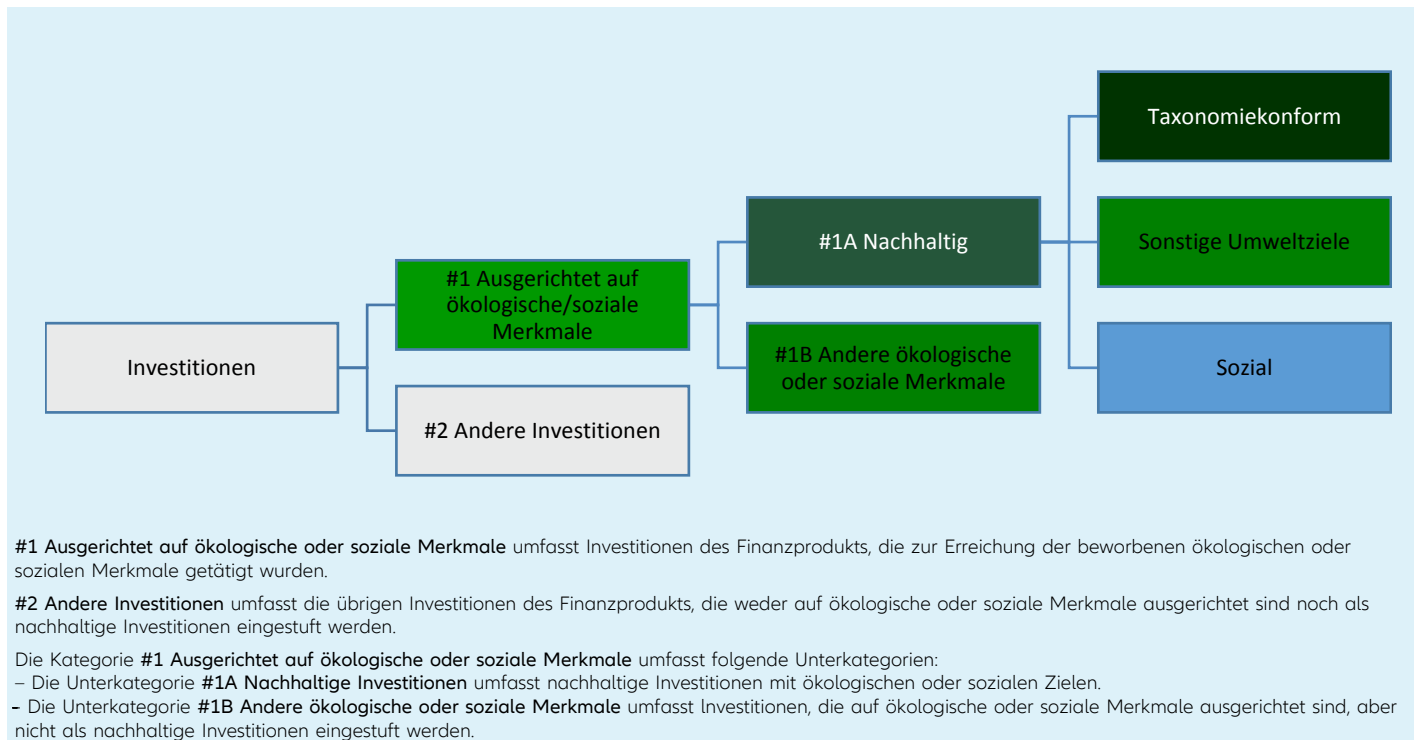 Taxonomiekonform
#1A Nachhaltig
Sonstige Umweltziele
#1 Ausgerichtet auf
ökologische/soziale
Merkmale
Investitionen
#1B Andere ökologische
oder soziale Merkmale
Sozial
#2 Andere Investitionen
#1 Ausgerichtet auf ökologische oder soziale Merkmale umfasst Investitionen des Finanzprodukts, die zur Erreichung der beworbenen ökologischen oder
sozialen Merkmale getätigt wurden.
#2 Andere Investitionen umfasst die übrigen Investitionen des Finanzprodukts, die weder auf ökologische oder soziale Merkmale ausgerichtet sind noch als
nachhaltige Investitionen eingestuft werden.
Die Kategorie #1 Ausgerichtet auf ökologische oder soziale Merkmale umfasst folgende Unterkategorien:
– Die Unterkategorie #1A Nachhaltige Investitionen umfasst nachhaltige Investitionen mit ökologischen oder sozialen Zielen.
- Die Unterkategorie #1B Andere ökologische oder soziale Merkmale umfasst Investitionen, die auf ökologische oder soziale Merkmale ausgerichtet sind, aber
nicht als nachhaltige Investitionen eingestuft werden.